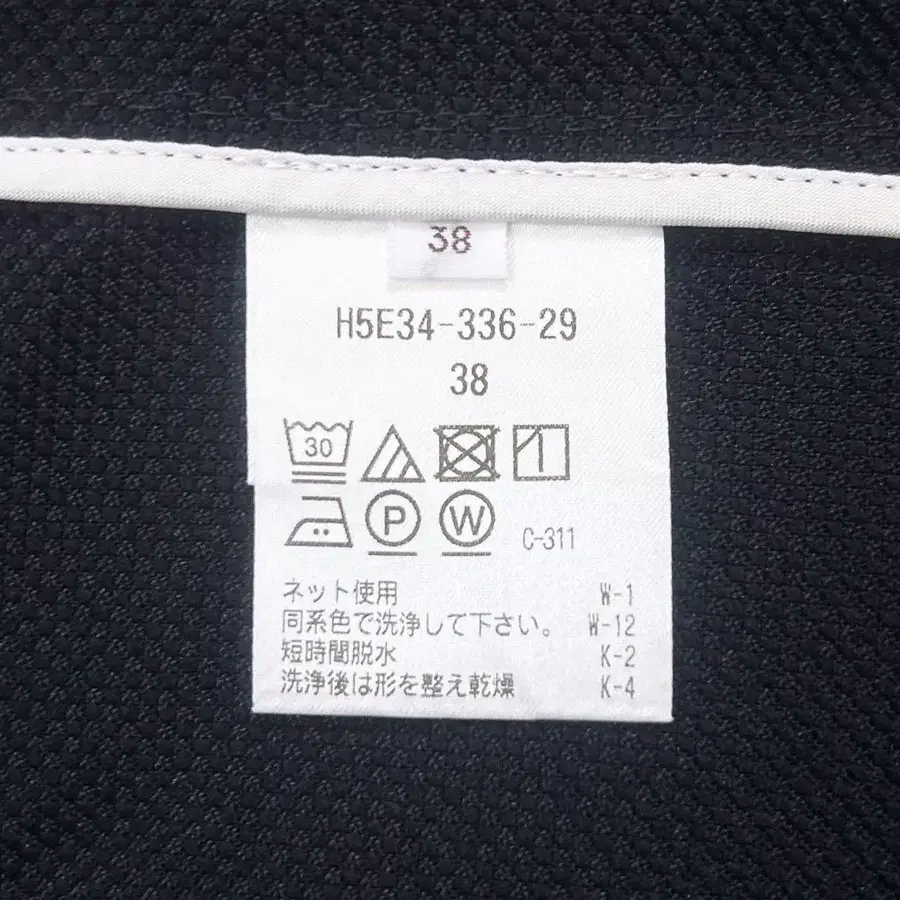 38
H5E34-336-29
38
30
P W C-311
ネット使用 W-1
同系色で洗浄して下さい。 W-12
短時間脱水 K-2
洗浄後は形を整え乾燥 K-4